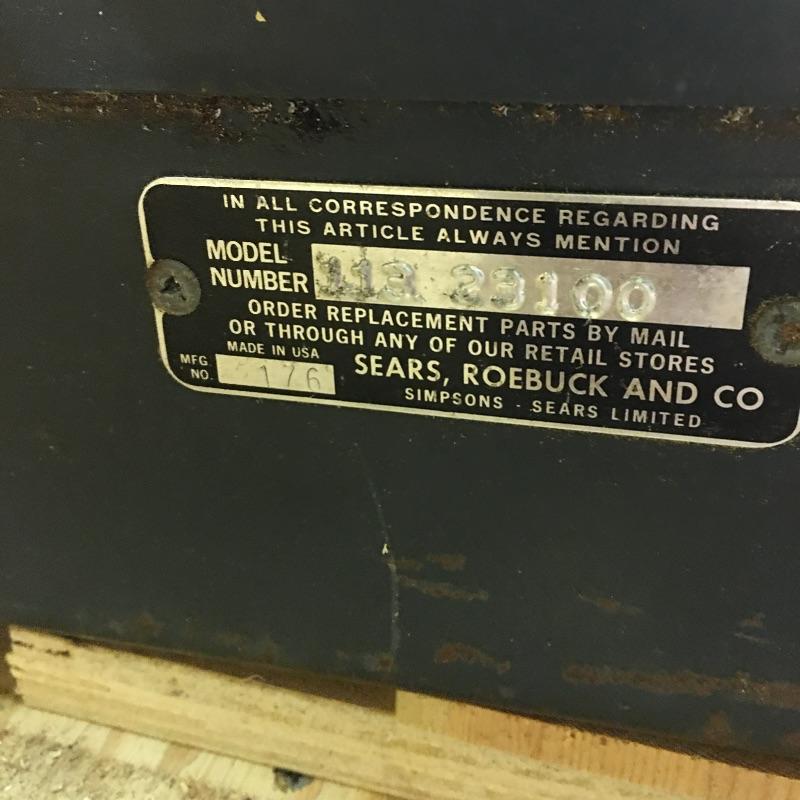 IN ALL CORRESPONDENCE REGARDING
THIS ARTICLE ALWAYS MENTION
MODEL
NUMBER 113 23100
ORDER REPLACEMENT PARTS BY MAIL
OR THROUGH ANY OF OUR RETAIL STORES
MADE IN USA
MFG.
NO. 176
SEARS, ROEBUCK AND CO
SIMPSONS - SEARS LIMITED